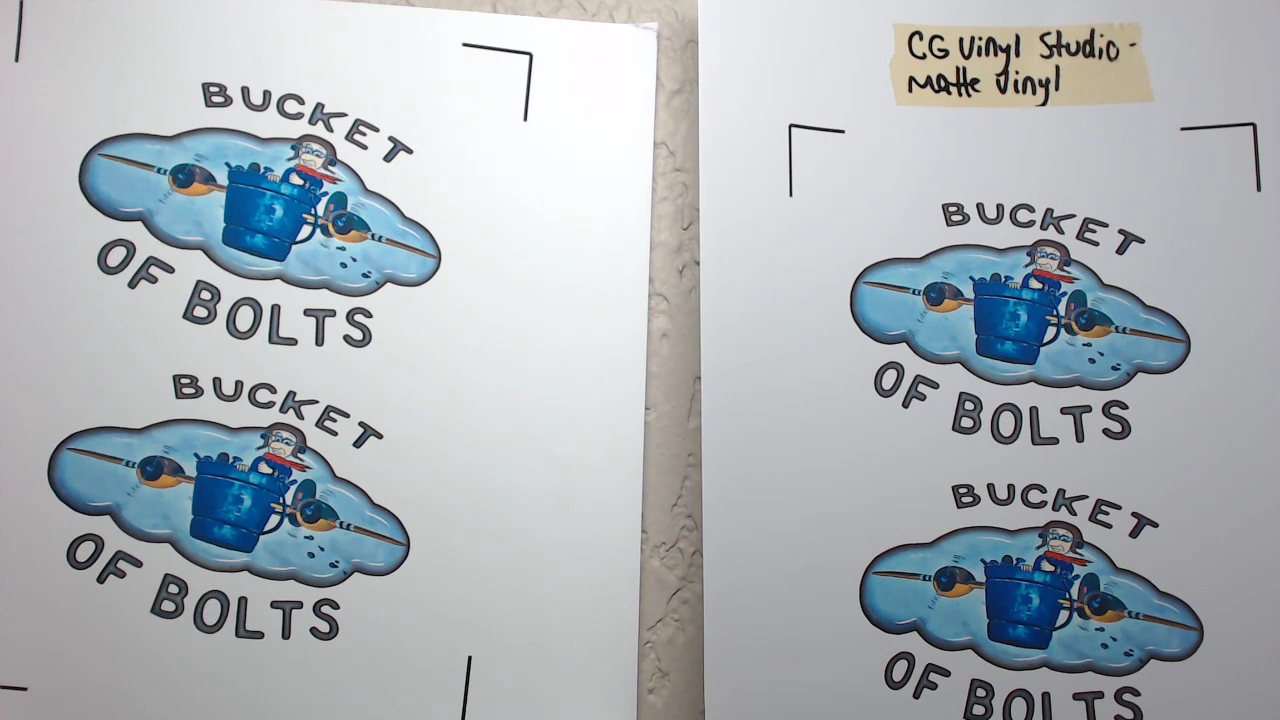 BUCKET
OF BOLTS
BUCKET
OF BOLTS
CG Vinyl Studio -
Matte Vinyl
BUCKET
OF BOLTS
BUCKET
OF BOLTS